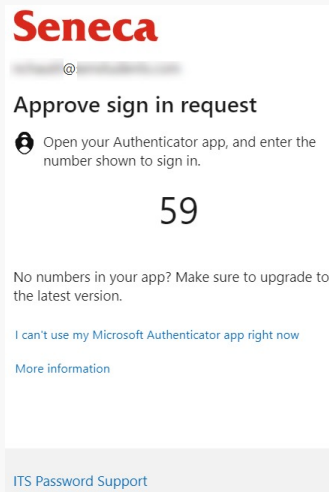 Seneca
@
Approve sign in request
Open your Authenticator app, and enter the
number shown to sign in.
59
No numbers in your app? Make sure to upgrade to
the latest version.
I can't use my Microsoft Authenticator app right now
More information
ITS Password Support